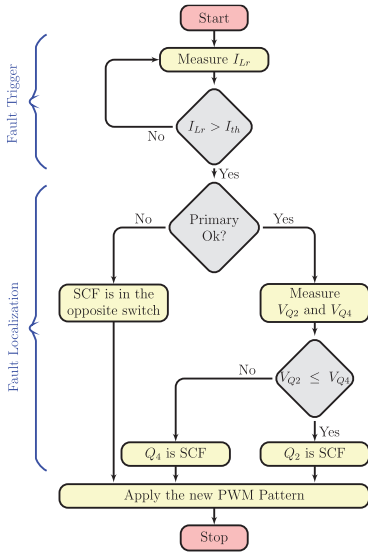 Start
Measure I_Lr
Fault Trigger
I_Lr > I_th
No
Yes
No
Primary
Ok?
Yes
SCF is in the
opposite switch
Measure
V_Q2 and V_Q4
Fault Localization
No
V_Q2 ≤ V_Q4
Yes
Q_4 is SCF
Q_2 is SCF
Apply the new PWM Pattern
Stop